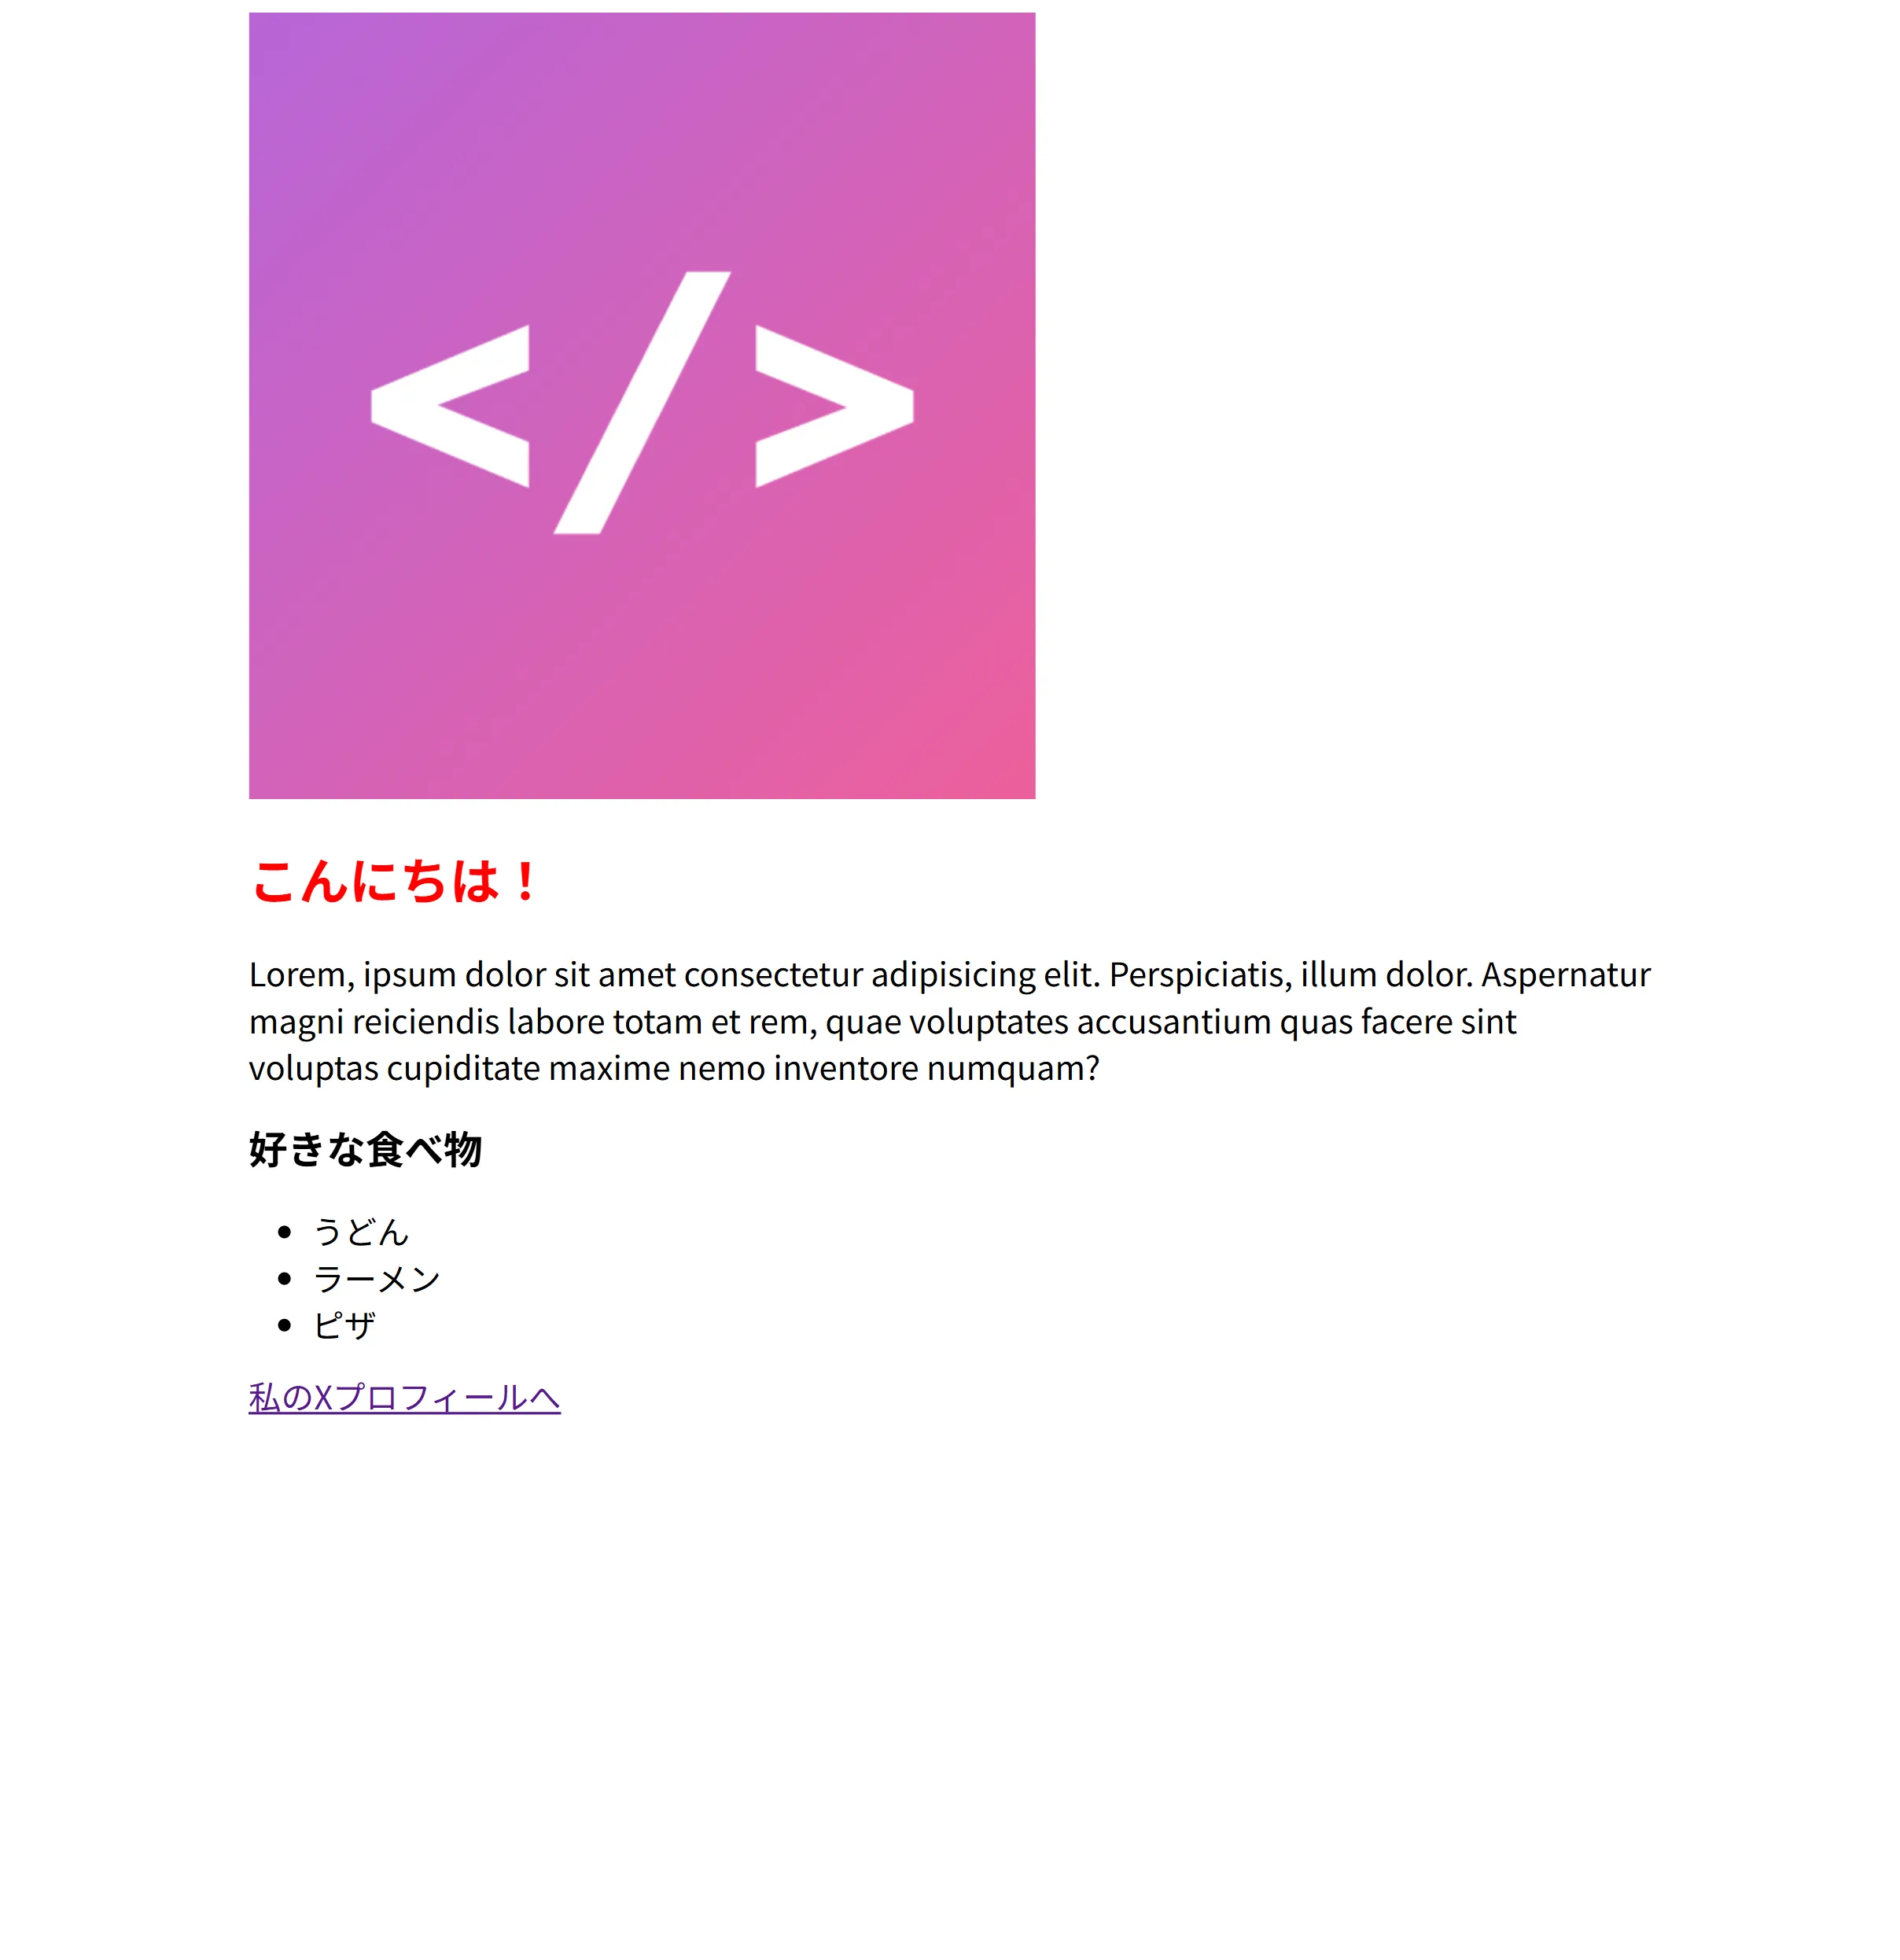 </>
こんにちは！
Lorem, ipsum dolor sit amet consectetur adipisicing elit. Perspiciatis, illum dolor. Aspernatur
magni reiciendis labore totam et rem, quae voluptates accusantium quas facere sint
voluptas cupiditate maxime nemo inventore numquam?
好きな食べ物
• うどん
• ラーメン
• ピザ
私のXプロフィールへ